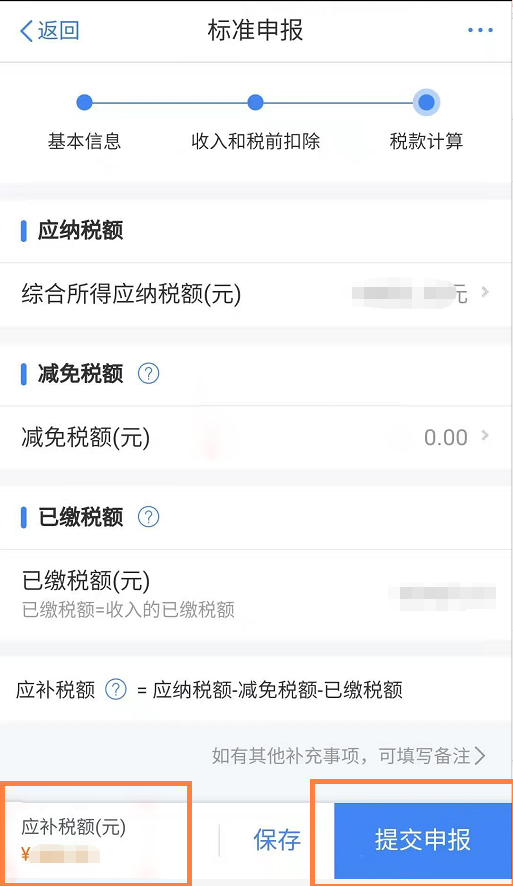 返回
标准申报
基本信息
收入和税前扣除
税款计算
应纳税额
综合所得应纳税额(元)
元
减免税额 ?
减免税额(元)
0.00
已缴税额 ?
已缴税额(元)
已缴税额=收入的已缴税额
应补税额 ? = 应纳税额-减免税额-已缴税额
如有其他补充事项，可填写备注
应补税额(元)
¥
保存
提交申报